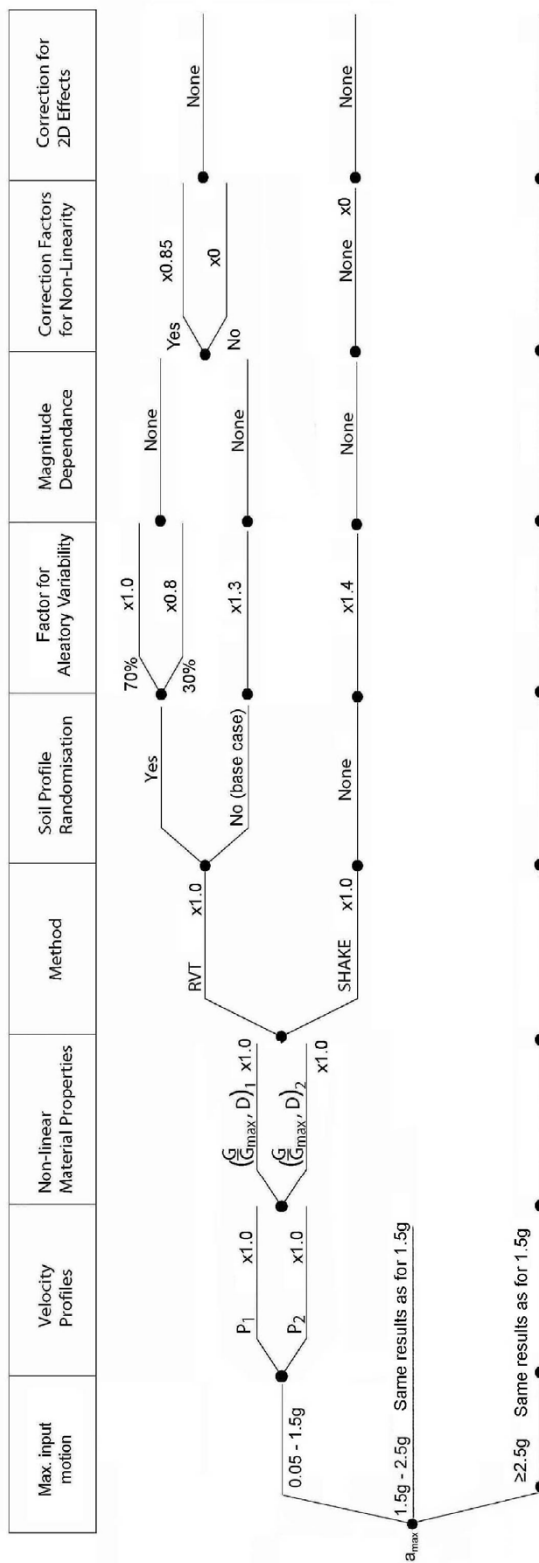 Max. input
motion
Velocity
Profiles
Non-linear
Material Properties
Method
Soil Profile
Randomisation
Factor for
Aleatory Variability
Magnitude
Dependance
Correction Factors
for Non-Linearity
Correction for
2D Effects
a_max
0.05 - 1.5g
1.5g - 2.5g Same results as for 1.5g
≥2.5g Same results as for 1.5g
P1 x1.0
P2 x1.0
(G/Gmax, D)1 x1.0
(G/Gmax, D)2 x1.0
RVT x1.0
SHAKE x1.0
Yes
No (base case)
None
70% x1.0
30% x0.8
x1.3
x1.4
None
None
None
Yes x0.85
No x0
None x0
None
None